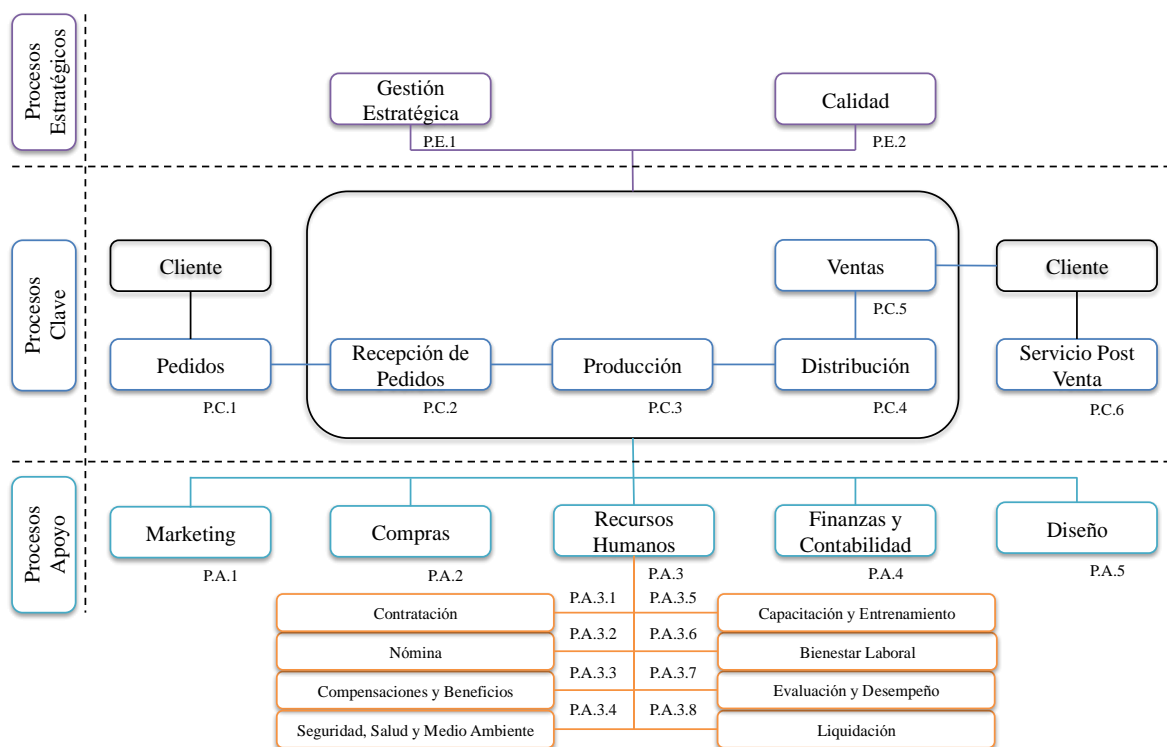 Procesos
Estratégicos
Gestión
Estratégica
Calidad
P.E.1
P.E.2
Procesos
Clave
Cliente
Ventas
Cliente
P.C.5
Pedidos
Recepción de
Pedidos
Producción
Distribución
Servicio Post
Venta
P.C.1
P.C.2
P.C.3
P.C.4
P.C.6
Procesos
Apoyo
Marketing
Compras
Recursos
Humanos
Finanzas y
Contabilidad
Diseño
P.A.1
P.A.2
P.A.3
P.A.4
P.A.5
P.A.3.1
P.A.3.5
Contratación
Capacitación y Entrenamiento
P.A.3.2
P.A.3.6
Nómina
Bienestar Laboral
P.A.3.3
P.A.3.7
Compensaciones y Beneficios
Evaluación y Desempeño
P.A.3.4
P.A.3.8
Seguridad, Salud y Medio Ambiente
Liquidación